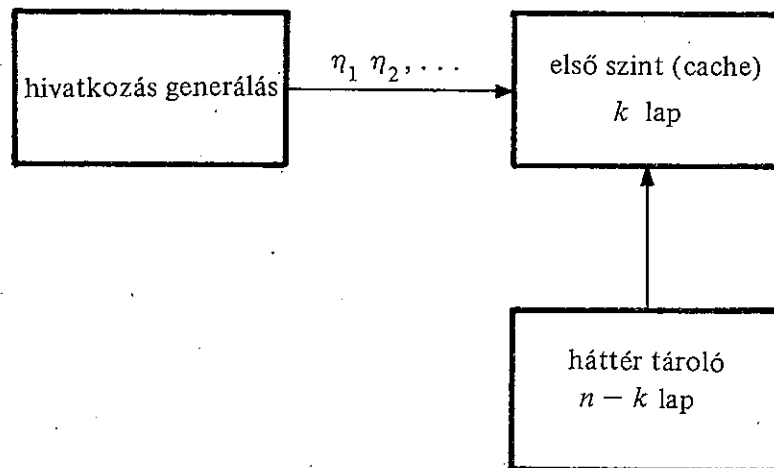 hivatkozás generálás
η₁ η₂, . . .
első szint (cache)
k lap
háttér tároló
n − k lap